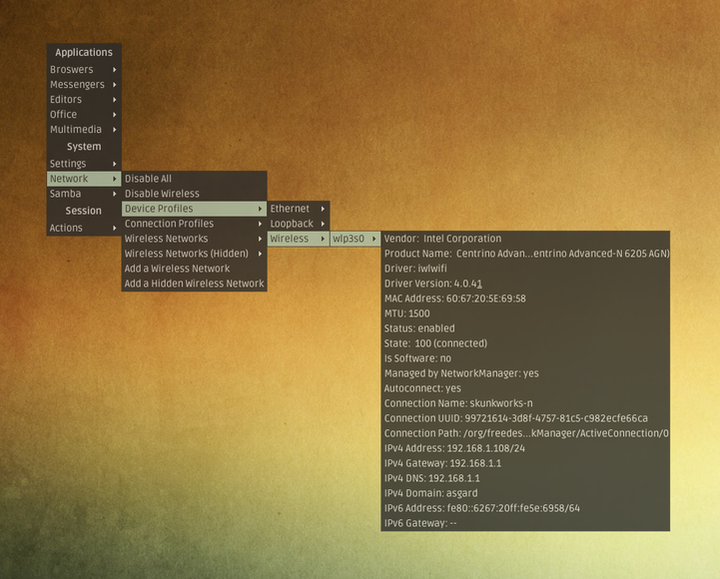 Applications
Broswers
Messengers
Editors
Office
Multimedia
System
Settings
Network
Samba
Session
Actions
Disable All
Disable Wireless
Device Profiles
Connection Profiles
Wireless Networks
Wireless Networks (Hidden)
Add a Wireless Network
Add a Hidden Wireless Network
Ethernet
Loopback
Wireless
wlp3s0
Vendor: Intel Corporation
Product Name: Centrino Advan...entrino Advanced-N 6205 AGN)
Driver: iwlwifi
Driver Version: 4.0.41
MAC Address: 60:67:20:5E:69:58
MTU: 1500
Status: enabled
State: 100 (connected)
Is Software: no
Managed by NetworkManager: yes
Autoconnect: yes
Connection Name: skunkworks-n
Connection UUID: 99721614-3d8f-4757-81c5-c982ecfe66ca
Connection Path: /org/freedes...kManager/ActiveConnection/0
IPv4 Address: 192.168.1.108/24
IPv4 Gateway: 192.168.1.1
IPv4 DNS: 192.168.1.1
IPv4 Domain: asgard
IPv6 Address: fe80::6267:20ff:fe5e:6958/64
IPv6 Gateway: --